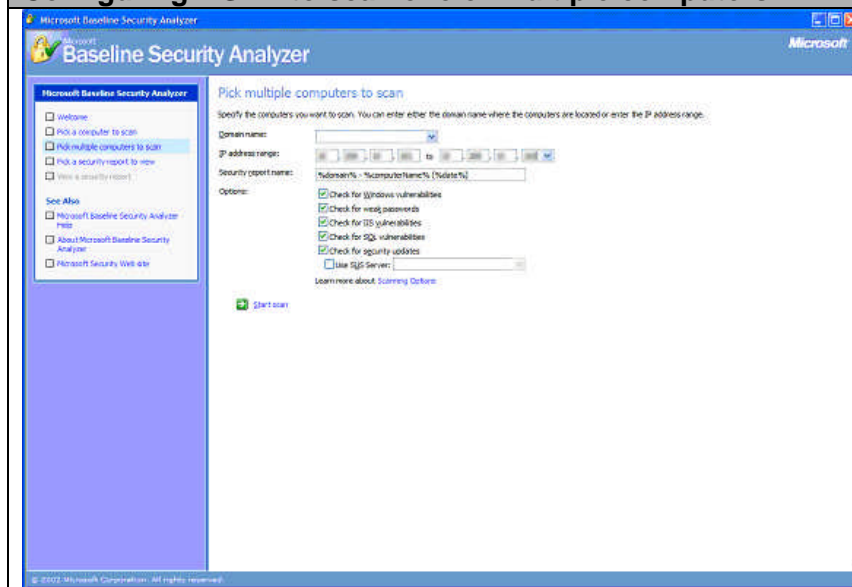 Microsoft Baseline Security Analyzer
Microsoft
Baseline Security Analyzer
Microsoft
Microsoft Baseline Security Analyzer
Welcome
Pick a computer to scan
Pick multiple computers to scan
Pick a security report to view
View a security report
See Also
Microsoft Baseline Security Analyzer Help
About Microsoft Baseline Security Analyzer
Microsoft Security Web site
Pick multiple computers to scan
Specify the computers you want to scan. You can enter either the domain name where the computers are located or enter the IP address range.
Domain name:
IP address range:
to
Security report name:
%domain% - %computerName% (%date%)
Options:
Check for Windows vulnerabilities
Check for weak passwords
Check for IIS vulnerabilities
Check for SQL vulnerabilities
Check for security updates
Use SUS Server:
Learn more about Scanning Options
Start scan
© 2002 Microsoft Corporation. All rights reserved.